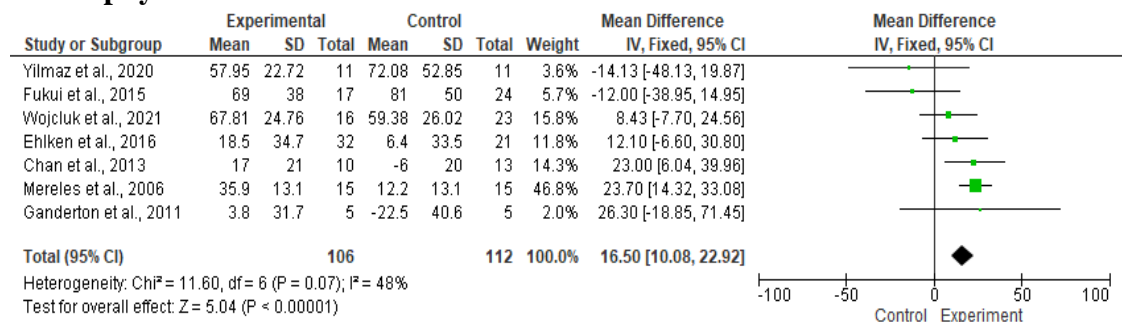 Experimental Control Mean Difference Mean Difference
Study or Subgroup Mean SD Total Mean SD Total Weight IV, Fixed, 95% CI IV, Fixed, 95% CI
Yilmaz et al., 2020 57.95 22.72 11 72.08 52.85 11 3.6% -14.13 [-48.13, 19.87]
Fukui et al., 2015 69 38 17 81 50 24 5.7% -12.00 [-38.95, 14.95]
Wojcluk et al., 2021 67.81 24.76 16 59.38 26.02 23 15.8% 8.43 [-7.70, 24.56]
Ehlken et al., 2016 18.5 34.7 32 6.4 33.5 21 11.8% 12.10 [-6.60, 30.80]
Chan et al., 2013 17 21 10 -6 20 13 14.3% 23.00 [6.04, 39.96]
Mereles et al., 2006 35.9 13.1 15 12.2 13.1 15 46.8% 23.70 [14.32, 33.08]
Ganderton et al., 2011 3.8 31.7 5 -22.5 40.6 5 2.0% 26.30 [-18.85, 71.45]
Total (95% CI) 106 112 100.0% 16.50 [10.08, 22.92]
Heterogeneity: Chi² = 11.60, df = 6 (P = 0.07); I² = 48%
Test for overall effect: Z = 5.04 (P < 0.00001)
-100 -50 0 50 100
Control Experiment